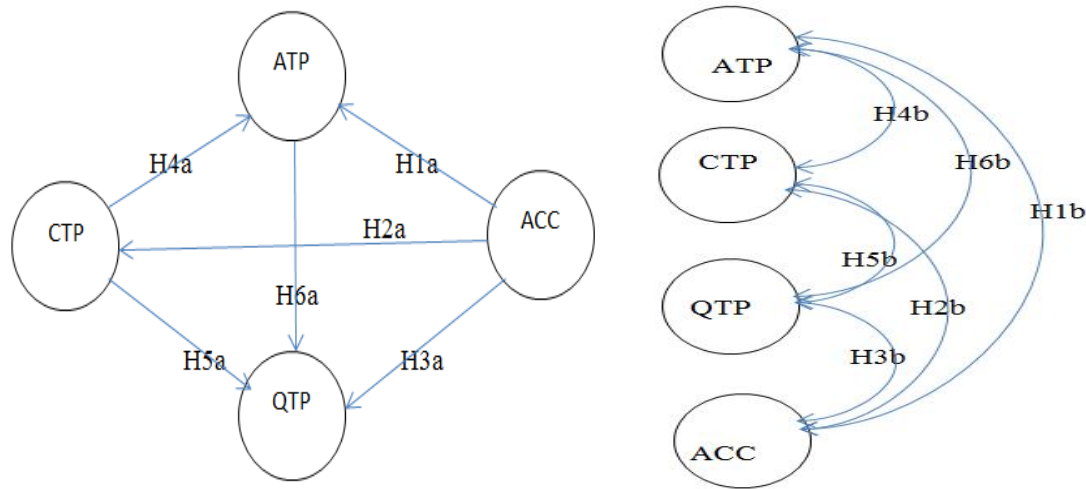 ATP
H4a
H1a
CTP
ACC
H2a
H6a
H5a
H3a
QTP
ATP
H4b
CTP
H6b
H1b
H5b
QTP
H2b
H3b
ACC